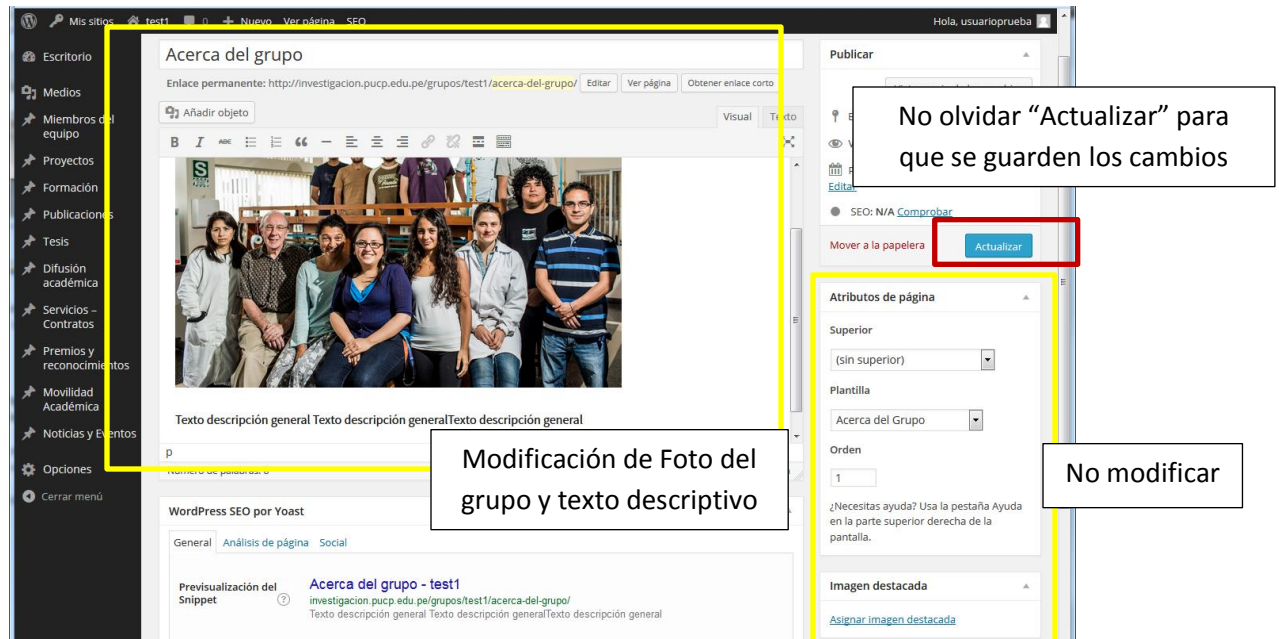 Mis sitios test1 0 + Nuevo Ver página SEO Hola, usuarioprueba
Escritorio
Medios
Miembros del
equipo
Proyectos
Formación
Publicaciones
Tesis
Difusión
académica
Servicios –
Contratos
Premios y
reconocimientos
Movilidad
Académica
Noticias y Eventos
Opciones
Cerrar menú
Acerca del grupo
Enlace permanente: http://investigacion.pucp.edu.pe/grupos/test1/acerca-del-grupo/ Editar Ver página Obtener enlace corto
Añadir objeto
Visual Texto
B I ABC
Texto descripción general Texto descripción generalTexto descripción general
p
Número de palabras:
Modificación de Foto del
grupo y texto descriptivo
WordPress SEO por Yoast
General Análisis de página Social
Previsualización del
Snippet ?
Acerca del grupo - test1
investigacion.pucp.edu.pe/grupos/test1/acerca-del-grupo/
Texto descripción general Texto descripción generalTexto descripción general
Publicar
No olvidar “Actualizar” para
que se guarden los cambios
Editar
SEO: N/A Comprobar
Mover a la papelera Actualizar
Atributos de página
Superior
(sin superior)
Plantilla
Acerca del Grupo
Orden
1
No modificar
¿Necesitas ayuda? Usa la pestaña Ayuda
en la parte superior derecha de la
pantalla.
Imagen destacada
Asignar imagen destacada